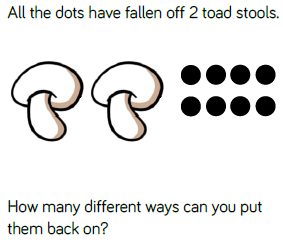 All the dots have fallen off 2 toad stools.
How many different ways can you put
them back on?